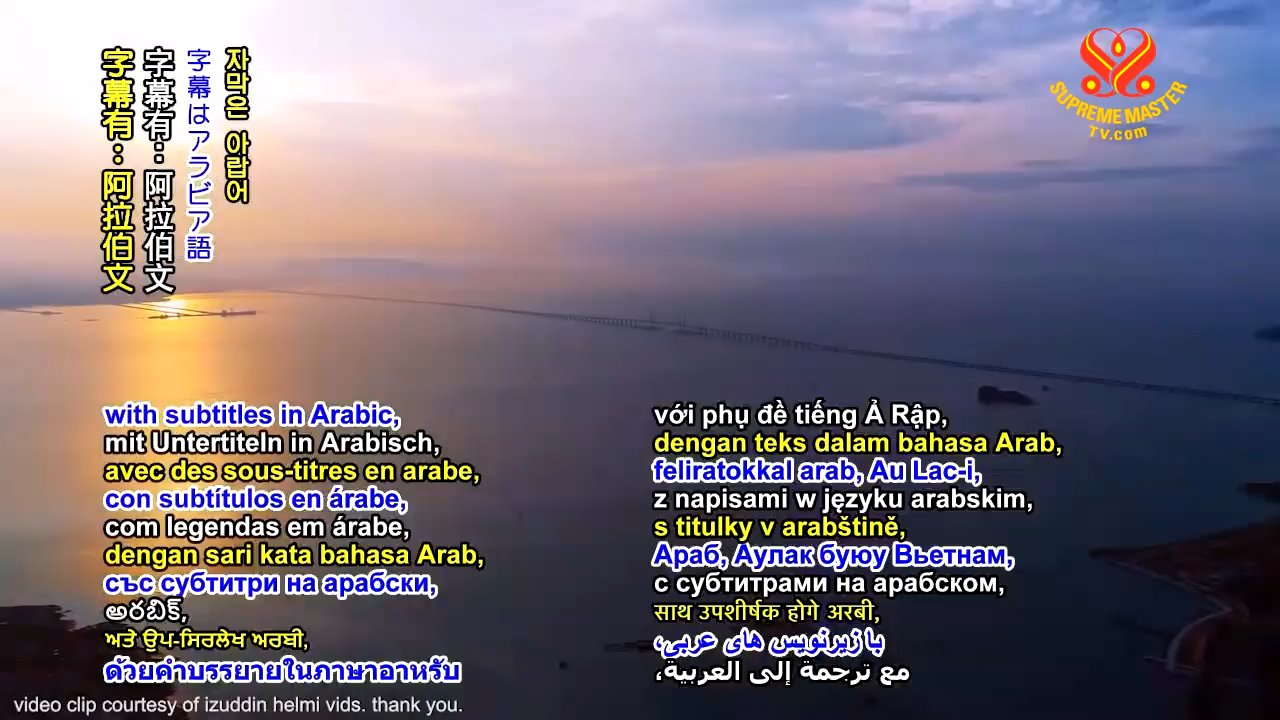 자막은 아랍어
字幕はアラビア語
字幕有：阿拉伯文
字幕有：阿拉伯文
SUPREME MASTER
TV.com
with subtitles in Arabic,
mit Untertiteln in Arabisch,
avec des sous-titres en arabe,
con subtítulos en árabe,
com legendas em árabe,
dengan sari kata bahasa Arab,
със субтитри на арабски,
అరబిక్,
ਅਤੇ ਉਪ-ਸਿਰਲੇਖ ਅਰਬੀ,
ด้วยคำบรรยายในภาษาอาหรับ
với phụ đề tiếng Ả Rập,
dengan teks dalam bahasa Arab,
feliratokkal arab, Au Lac-i,
z napisami w języku arabskim,
s titulky v arabštině,
Араб, Аулак буюу Вьетнам,
с субтитрами на арабском,
साथ उपशीर्षक होगे अरबी,
با زیرنویس های عربی،
مع ترجمة إلى العربية،
video clip courtesy of izuddin helmi vids. thank you.